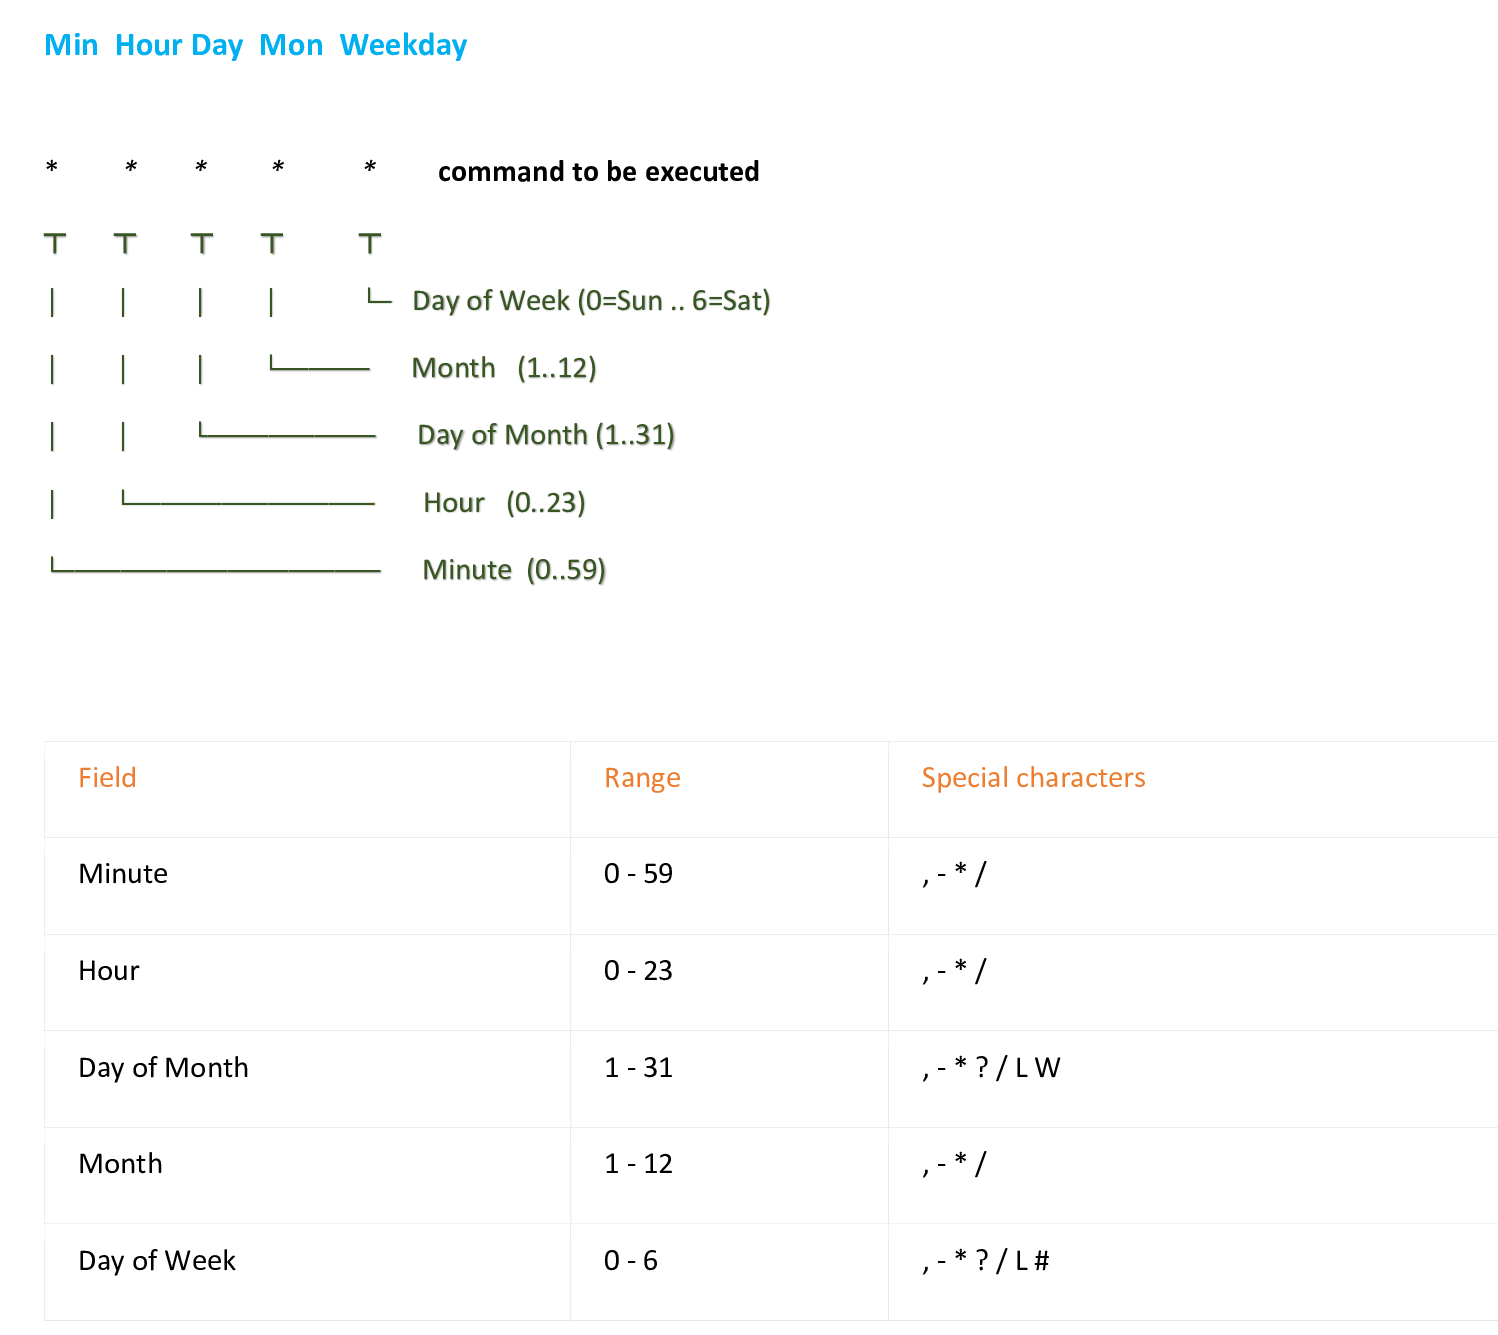 Min Hour Day Mon Weekday
* * * * * command to be executed
┬ ┬ ┬ ┬ ┬
│ │ │ │ └─ Day of Week (0=Sun .. 6=Sat)
│ │ │ └────── Month (1..12)
│ │ └─────────── Day of Month (1..31)
│ └──────────────── Hour (0..23)
└───────────────────── Minute (0..59)
Field Range Special characters
Minute 0 - 59 , - * /
Hour 0 - 23 , - * /
Day of Month 1 - 31 , - * ? / L W
Month 1 - 12 , - * /
Day of Week 0 - 6 , - * ? / L #